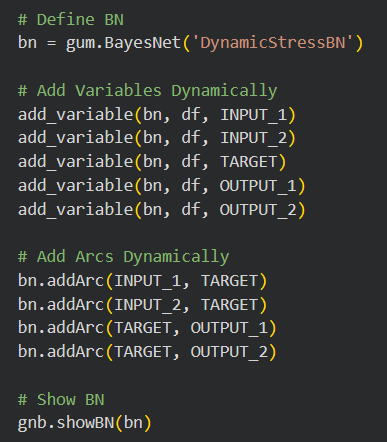 # Define BN
bn = gum.BayesNet('DynamicStressBN')
# Add Variables Dynamically
add_variable(bn, df, INPUT_1)
add_variable(bn, df, INPUT_2)
add_variable(bn, df, TARGET)
add_variable(bn, df, OUTPUT_1)
add_variable(bn, df, OUTPUT_2)
# Add Arcs Dynamically
bn.addArc(INPUT_1, TARGET)
bn.addArc(INPUT_2, TARGET)
bn.addArc(TARGET, OUTPUT_1)
bn.addArc(TARGET, OUTPUT_2)
# Show BN
gnb.showBN(bn)